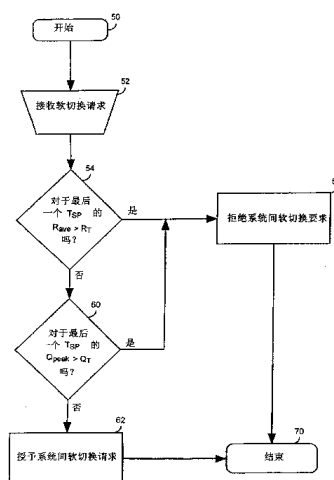 50
开始
52
接收软切换请求
54
对于最后
一个 TSP 的
Rave > RT
吗?
是
否
拒绝系统间软切换要求
60
对于最后
一个 TSP 的
Qpeak > QT
吗?
是
否
62
授予系统间软切换请求
70
结束